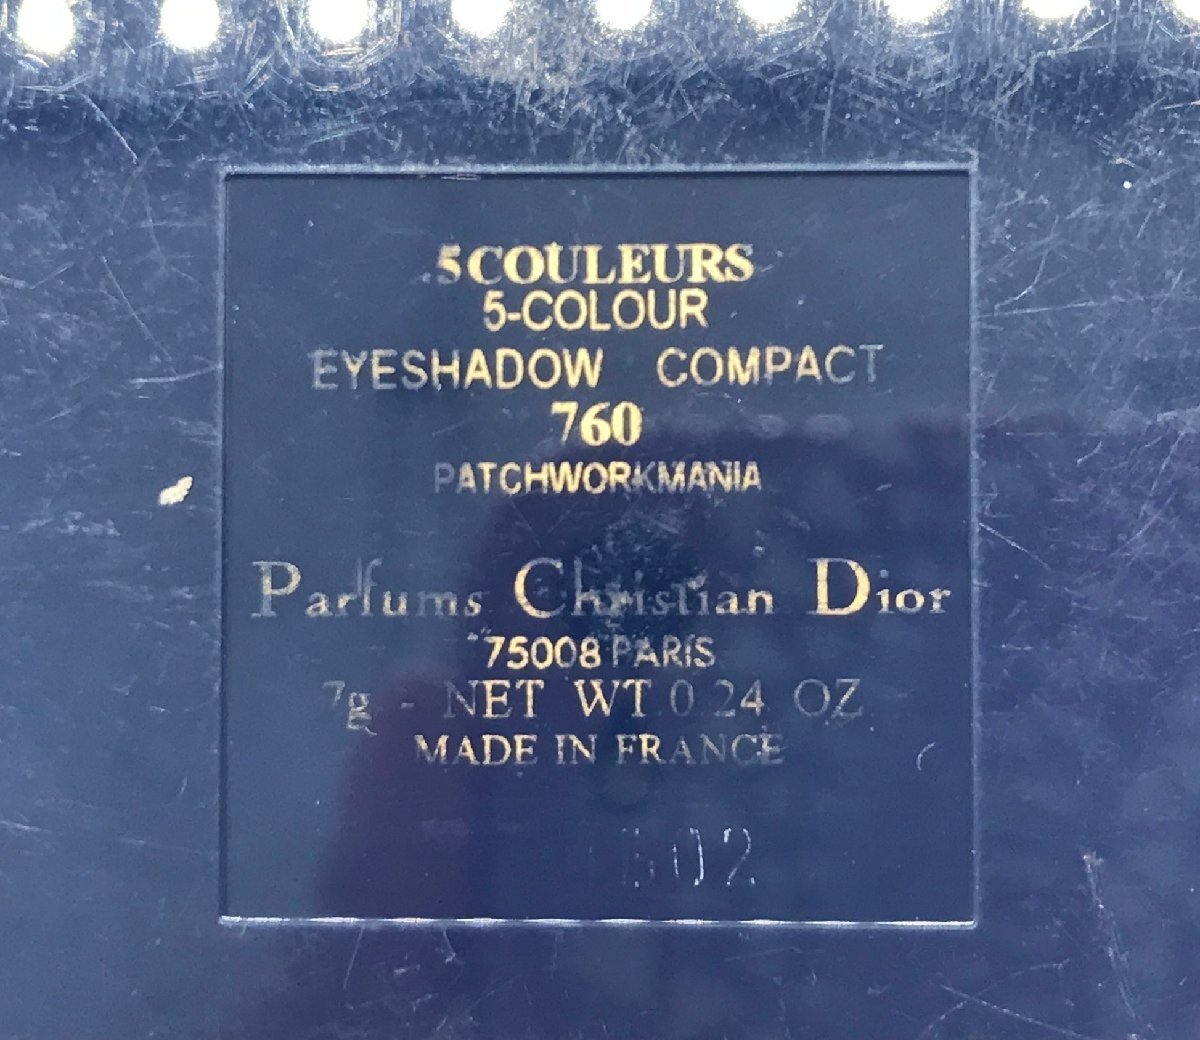 5 COULEURS
5-COLOUR
EYESHADOW COMPACT
760
PATCHWORKMANIA
Parfums Christian Dior
75008 PARIS
7g - NET WT 0.24 OZ
MADE IN FRANCE